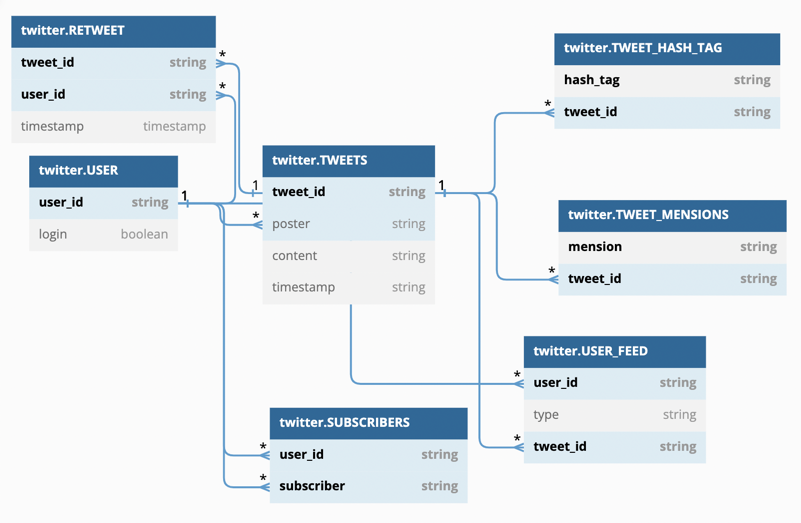 twitter.RETWEET
tweet_id string
user_id string
timestamp timestamp
*
*
twitter.USER
user_id string
login boolean
1
twitter.TWEETS
tweet_id string
poster string
content string
timestamp string
1
*
1
twitter.TWEET_HASH_TAG
hash_tag string
tweet_id string
*
twitter.TWEET_MENSIONS
mension string
tweet_id string
*
twitter.USER_FEED
user_id string
type string
tweet_id string
*
*
twitter.SUBSCRIBERS
user_id string
subscriber string
*
*